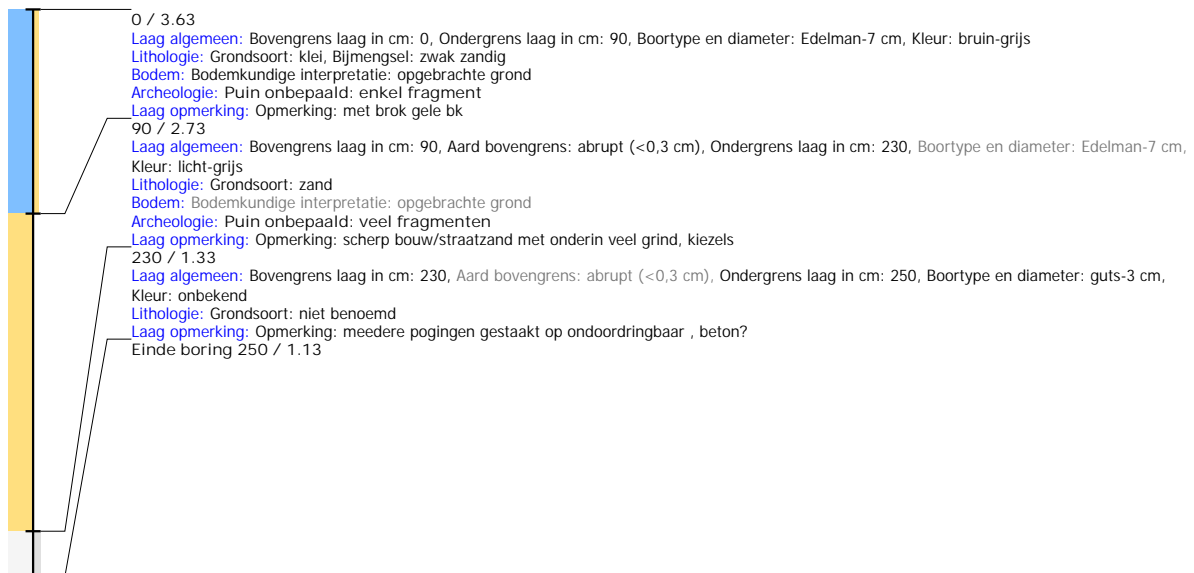 0 / 3.63
Laag algemeen: Bovengrens laag in cm: 0, Ondergrens laag in cm: 90, Boortype en diameter: Edelman-7 cm, Kleur: bruin-grijs
Lithologie: Grondsoort: klei, Bijmengsel: zwak zandig
Bodem: Bodemkundige interpretatie: opgebrachte grond
Archeologie: Puin onbepaald: enkel fragment
Laag opmerking: Opmerking: met brok gele bk
90 / 2.73
Laag algemeen: Bovengrens laag in cm: 90, Aard bovengrens: abrupt (<0,3 cm), Ondergrens laag in cm: 230, Boortype en diameter: Edelman-7 cm,
Kleur: licht-grijs
Lithologie: Grondsoort: zand
Bodem: Bodemkundige interpretatie: opgebrachte grond
Archeologie: Puin onbepaald: veel fragmenten
Laag opmerking: Opmerking: scherp bouw/straatzand met onderin veel grind, kiezels
230 / 1.33
Laag algemeen: Bovengrens laag in cm: 230, Aard bovengrens: abrupt (<0,3 cm), Ondergrens laag in cm: 250, Boortype en diameter: guts-3 cm,
Kleur: onbekend
Lithologie: Grondsoort: niet benoemd
Laag opmerking: Opmerking: meedere pogingen gestaakt op ondoordringbaar , beton?
Einde boring 250 / 1.13